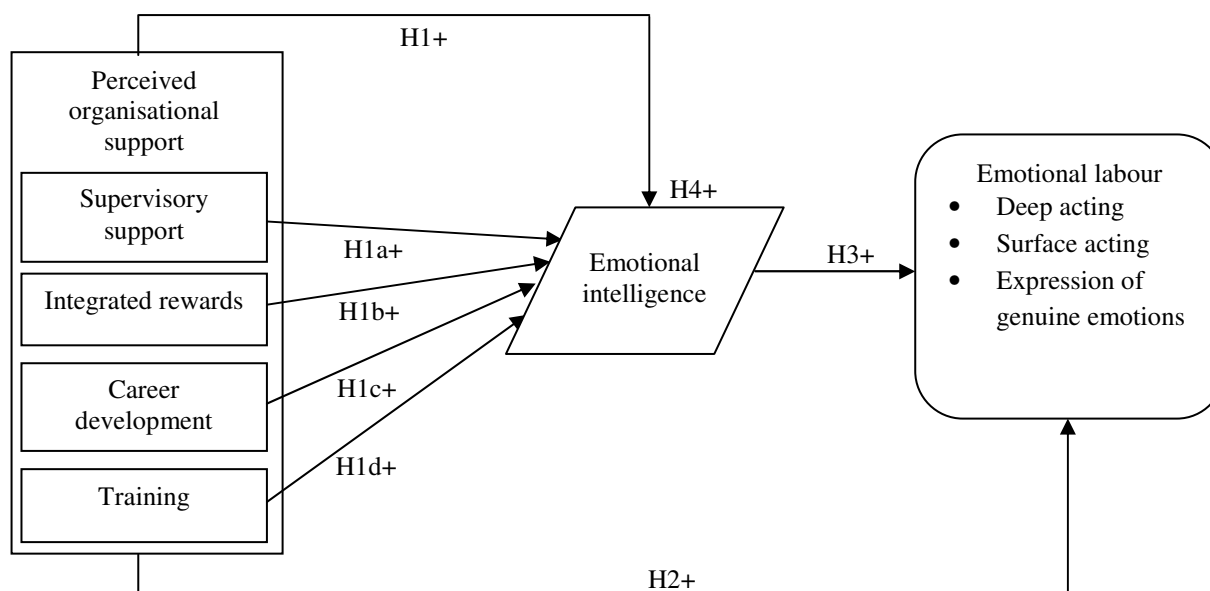 H1+
Perceived
organisational
support
Supervisory
support
Integrated rewards
Career
development
Training
H1a+
H1b+
H1c+
H1d+
H4+
Emotional
intelligence
H3+
Emotional labour
• Deep acting
• Surface acting
• Expression of
genuine emotions
H2+